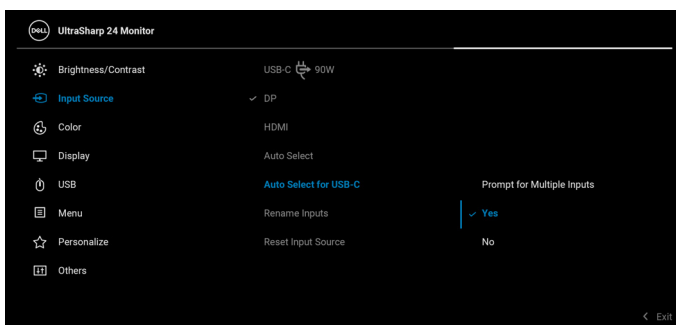 DELL UltraSharp 24 Monitor
Brightness/Contrast USB-C 90W
Input Source ✓ DP
Color HDMI
Display Auto Select
USB Auto Select for USB-C Prompt for Multiple Inputs
Menu Rename Inputs ✓ Yes
Personalize Reset Input Source No
Others
< Exit